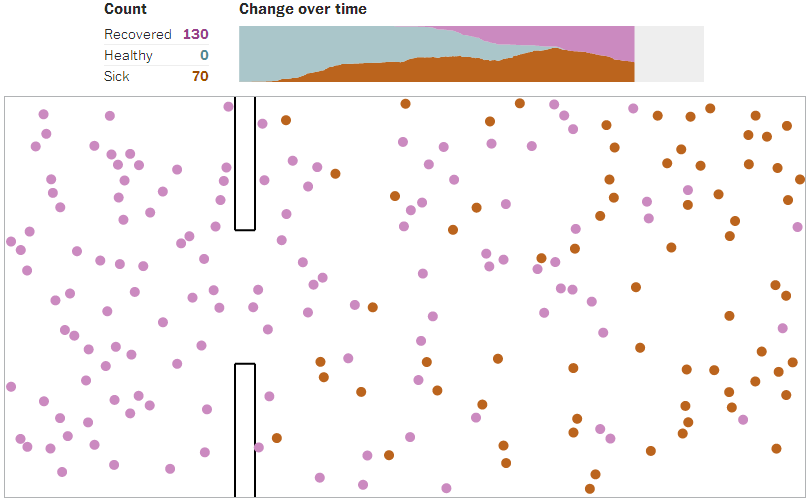 Count
Change over time
Recovered 130
Healthy 0
Sick 70